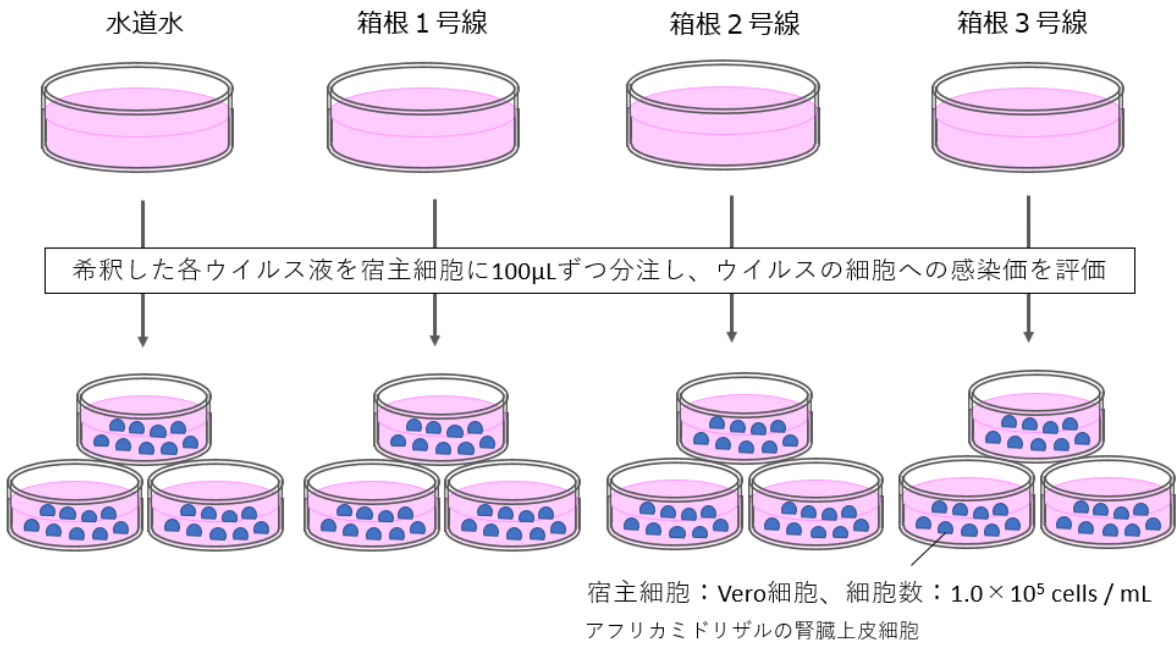 水道水
箱根１号線
箱根２号線
箱根３号線
希釈した各ウイルス液を宿主細胞に100μLずつ分注し、ウイルスの細胞への感染価を評価
宿主細胞：Vero細胞、細胞数：1.0×10⁵ cells / mL
アフリカミドリザルの腎臓上皮細胞